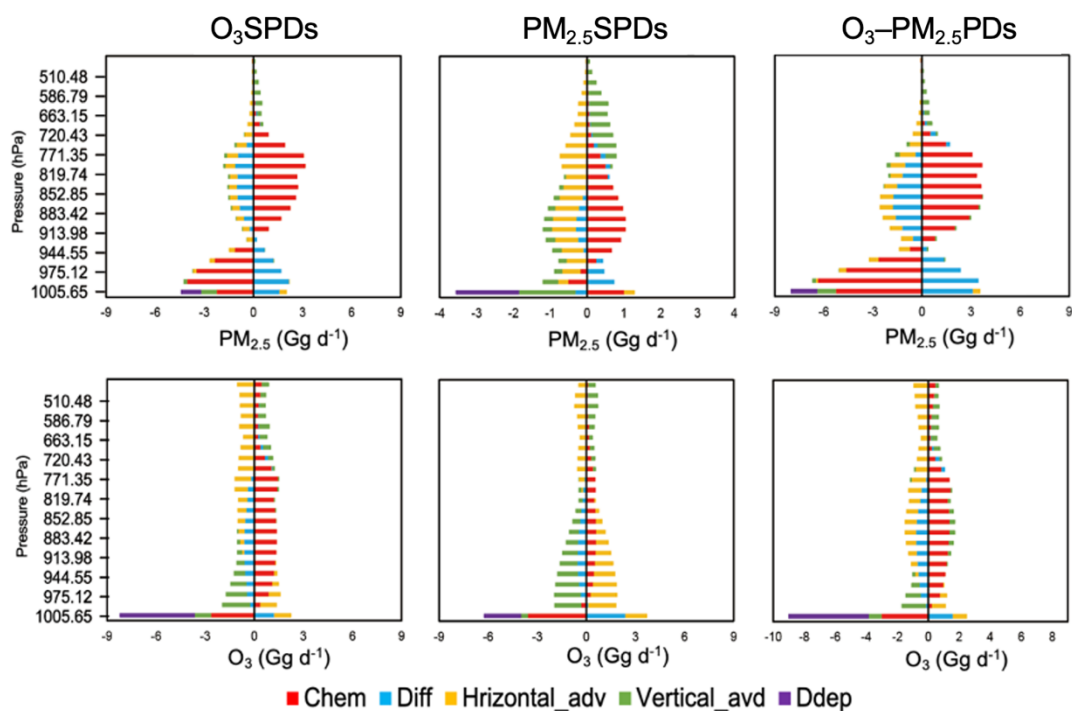 O₃SPDs PM₂.₅SPDs O₃–PM₂.₅PDs
Pressure (hPa)
510.48
586.79
663.15
720.43
771.35
819.74
852.85
883.42
913.98
944.55
975.12
1005.65
-9 -6 -3 0 3 6 9
-4 -3 -2 -1 0 1 2 3 4
-9 -6 -3 0 3 6 9
PM₂.₅ (Gg d⁻¹) PM₂.₅ (Gg d⁻¹) PM₂.₅ (Gg d⁻¹)
Pressure (hPa)
510.48
586.79
663.15
720.43
771.35
819.74
852.85
883.42
913.98
944.55
975.12
1005.65
-9 -6 -3 0 3 6 9
-9 -6 -3 0 3 6 9
-10 -8 -6 -4 -2 0 2 4 6 8
O₃ (Gg d⁻¹) O₃ (Gg d⁻¹) O₃ (Gg d⁻¹)
Chem Diff Hrizontal_adv Vertical_avd Ddep